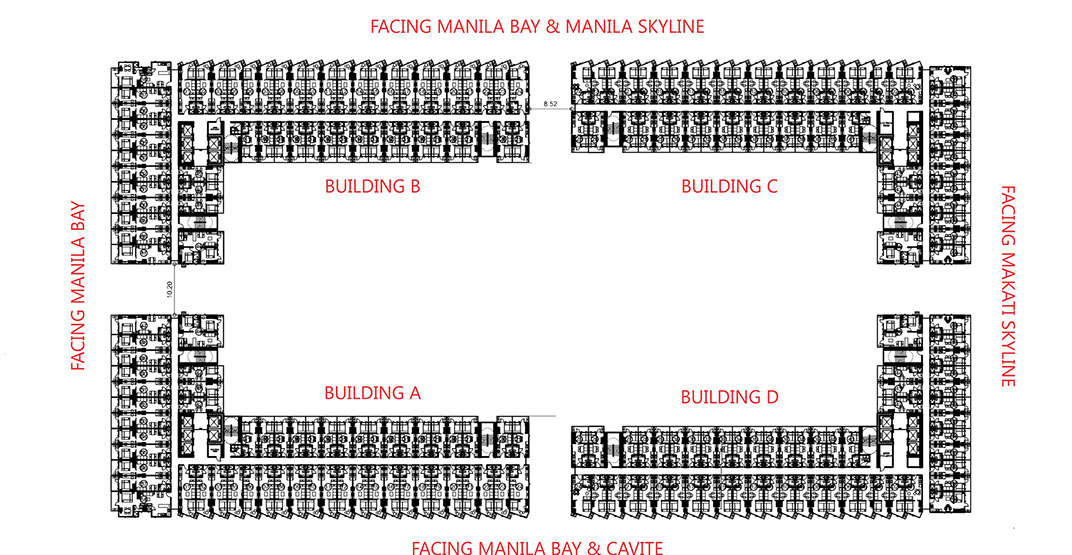 FACING MANILA BAY & MANILA SKYLINE
8.52
BUILDING B
BUILDING C
FACING MANILA BAY
10.20
FACING MAKATI SKYLINE
BUILDING A
BUILDING D
FACING MANILA BAY & CAVITE